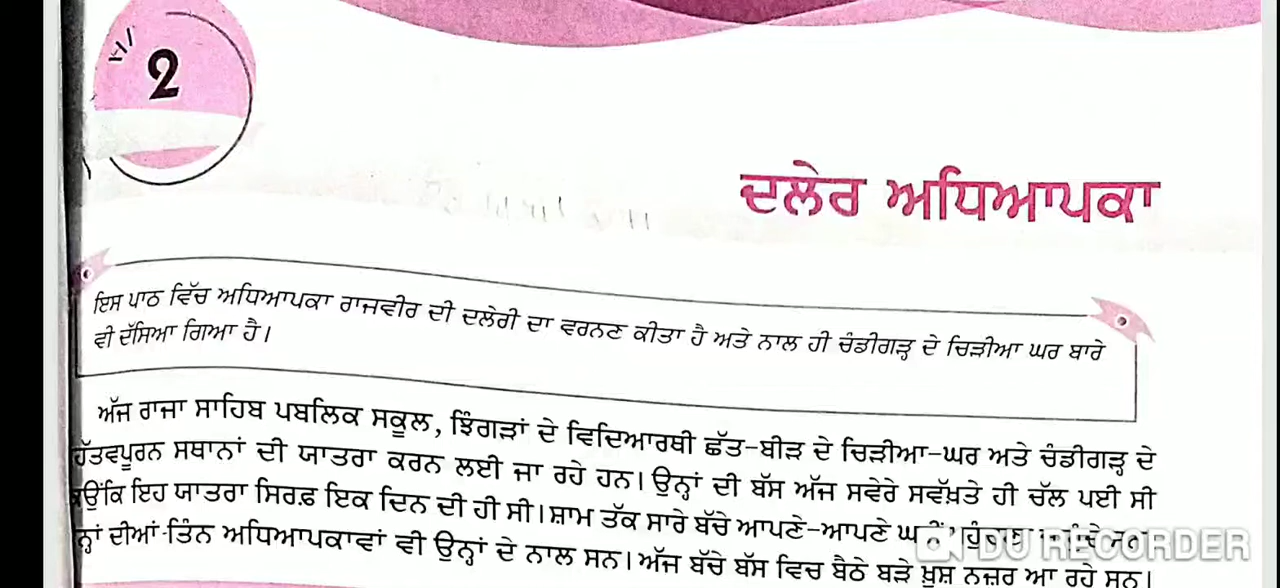 2
ਦਲੇਰ ਅਧਿਆਪਕਾ
ਇਸ ਪਾਠ ਵਿੱਚ ਅਧਿਆਪਕਾ ਰਾਜਵੀਰ ਦੀ ਦਲੇਰੀ ਦਾ ਵਰਨਣ ਕੀਤਾ ਹੈ ਅਤੇ ਨਾਲ ਹੀ ਚੰਡੀਗੜ੍ਹ ਦੇ ਚਿੜੀਆ ਘਰ ਬਾਰੇ
ਵੀ ਦੱਸਿਆ ਗਿਆ ਹੈ।
ਅੱਜ ਰਾਜਾ ਸਾਹਿਬ ਪਬਲਿਕ ਸਕੂਲ, ਝਿੰਗੜਾਂ ਦੇ ਵਿਦਿਆਰਥੀ ਛੱਤ-ਬੀੜ ਦੇ ਚਿੜੀਆ-ਘਰ ਅਤੇ ਚੰਡੀਗੜ੍ਹ ਦੇ
ਹੱਤਵਪੂਰਨ ਸਥਾਨਾਂ ਦੀ ਯਾਤਰਾ ਕਰਨ ਲਈ ਜਾ ਰਹੇ ਹਨ। ਉਨ੍ਹਾਂ ਦੀ ਬੱਸ ਅੱਜ ਸਵੇਰੇ ਸਵੱਖ਼ਤੇ ਹੀ ਚੱਲ ਪਈ ਸੀ
ਕਉਂਕਿ ਇਹ ਯਾਤਰਾ ਸਿਰਫ਼ ਇਕ ਦਿਨ ਦੀ ਹੀ ਸੀ। ਸ਼ਾਮ ਤੱਕ ਸਾਰੇ ਬੱਚੇ ਆਪਣੇ-ਆਪਣੇ
ਨ੍ਹਾਂ ਦੀਆਂ ਤਿੰਨ ਅਧਿਆਪਕਾਵਾਂ ਵੀ ਉਨ੍ਹਾਂ ਦੇ ਨਾਲ ਸਨ। ਅੱਜ ਬੱਚੇ ਬੱਸ ਵਿਚ ਬੈਠੇ ਬੜੇ ਖ਼ੁਸ਼ ਨਜ਼ਰ ਆ ਰਹੇ ਸਨ।
DU RECORDER